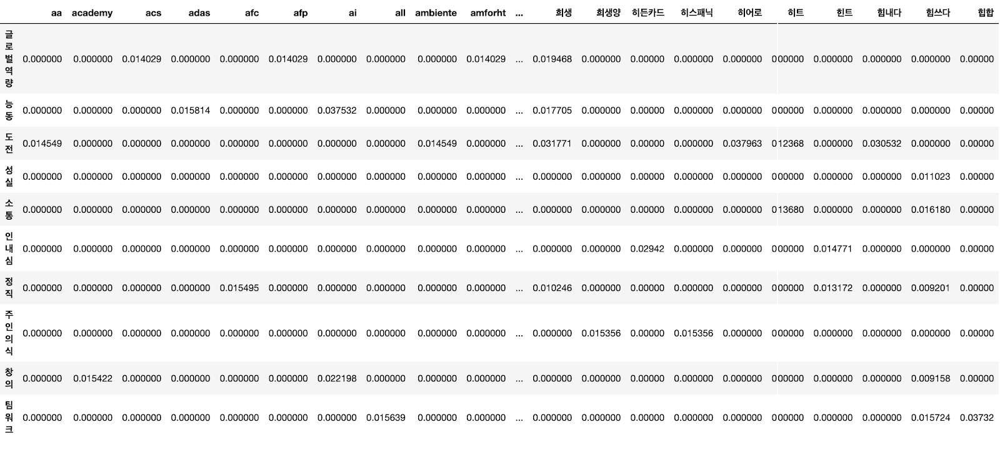 aa academy acs adas afc afp ai all ambiente amforht ... 희생 희생양 히든카드 히스패닉 히어로 히트 힌트 힘내다 힘쓰다 힙합
글로벌역량 0.000000 0.000000 0.014029 0.000000 0.000000 0.014029 0.000000 0.000000 0.000000 0.014029 ... 0.019468 0.000000 0.00000 0.000000 0.000000 0.000000 0.000000 0.000000 0.000000 0.00000
능동 0.000000 0.000000 0.000000 0.015814 0.000000 0.000000 0.037532 0.000000 0.000000 0.000000 ... 0.017705 0.000000 0.00000 0.000000 0.000000 0.000000 0.000000 0.000000 0.000000 0.00000
도전 0.014549 0.000000 0.000000 0.000000 0.000000 0.000000 0.000000 0.000000 0.014549 0.000000 ... 0.031771 0.000000 0.00000 0.000000 0.037963 0.012368 0.000000 0.030532 0.000000 0.00000
성실 0.000000 0.000000 0.000000 0.000000 0.000000 0.000000 0.000000 0.000000 0.000000 0.000000 ... 0.000000 0.000000 0.00000 0.000000 0.000000 0.000000 0.000000 0.000000 0.011023 0.00000
소통 0.000000 0.000000 0.000000 0.000000 0.000000 0.000000 0.000000 0.000000 0.000000 0.000000 ... 0.000000 0.000000 0.00000 0.000000 0.000000 0.013680 0.000000 0.000000 0.016180 0.00000
인내심 0.000000 0.000000 0.000000 0.000000 0.000000 0.000000 0.000000 0.000000 0.000000 0.000000 ... 0.000000 0.000000 0.02942 0.000000 0.000000 0.000000 0.014771 0.000000 0.000000 0.00000
정직 0.000000 0.000000 0.000000 0.000000 0.015495 0.000000 0.000000 0.000000 0.000000 0.000000 ... 0.010246 0.000000 0.00000 0.000000 0.000000 0.000000 0.013172 0.000000 0.009201 0.00000
주인의식 0.000000 0.000000 0.000000 0.000000 0.000000 0.000000 0.000000 0.000000 0.000000 0.000000 ... 0.000000 0.015356 0.00000 0.015356 0.000000 0.000000 0.000000 0.000000 0.000000 0.00000
창의 0.000000 0.015422 0.000000 0.000000 0.000000 0.000000 0.022198 0.000000 0.000000 0.000000 ... 0.000000 0.000000 0.00000 0.000000 0.000000 0.000000 0.000000 0.000000 0.009158 0.00000
팀워크 0.000000 0.000000 0.000000 0.000000 0.000000 0.000000 0.000000 0.015639 0.000000 0.000000 ... 0.000000 0.000000 0.00000 0.000000 0.000000 0.000000 0.000000 0.000000 0.015724 0.03732